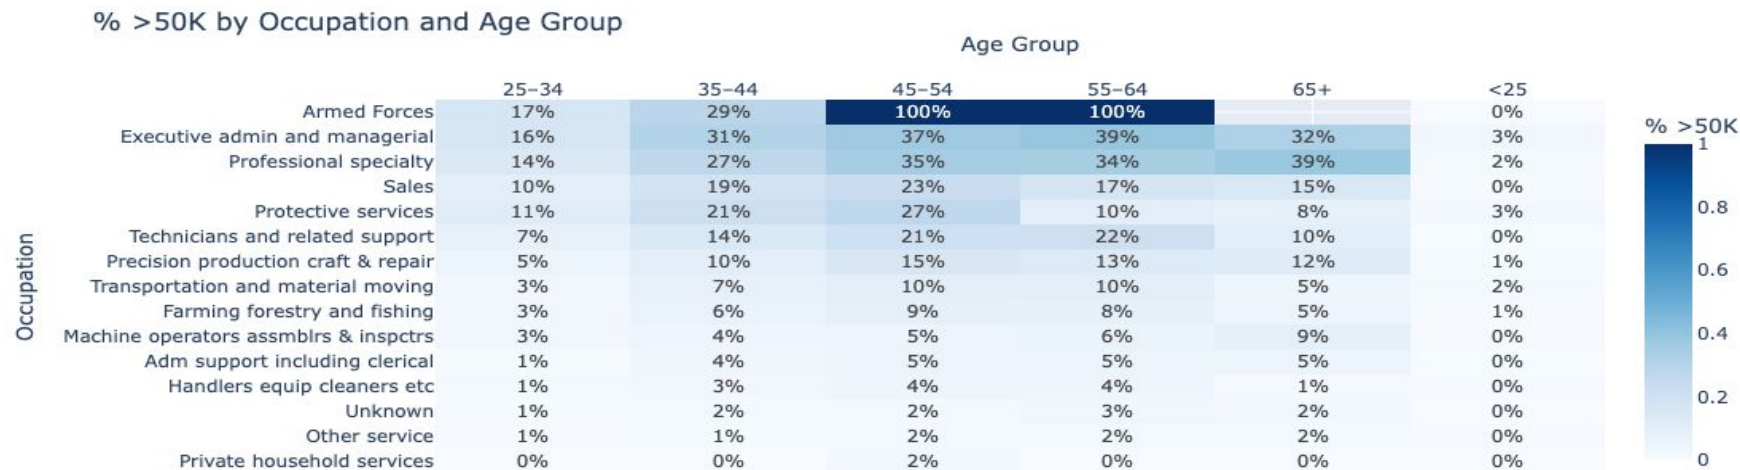 % >50K by Occupation and Age Group
Age Group
25–34 35–44 45–54 55–64 65+ <25
Armed Forces 17% 29% 100% 100% 0%
Executive admin and managerial 16% 31% 37% 39% 32% 3%
Professional specialty 14% 27% 35% 34% 39% 2%
Sales 10% 19% 23% 17% 15% 0%
Protective services 11% 21% 27% 10% 8% 3%
Technicians and related support 7% 14% 21% 22% 10% 0%
Precision production craft & repair 5% 10% 15% 13% 12% 1%
Transportation and material moving 3% 7% 10% 10% 5% 2%
Farming forestry and fishing 3% 6% 9% 8% 5% 1%
Machine operators assmblrs & inspctrs 3% 4% 5% 6% 9% 0%
Adm support including clerical 1% 4% 5% 5% 5% 0%
Handlers equip cleaners etc 1% 3% 4% 4% 1% 0%
Unknown 1% 2% 2% 3% 2% 0%
Other service 1% 1% 2% 2% 2% 0%
Private household services 0% 0% 2% 0% 0% 0%
Occupation
% >50K
1
0.8
0.6
0.4
0.2
0